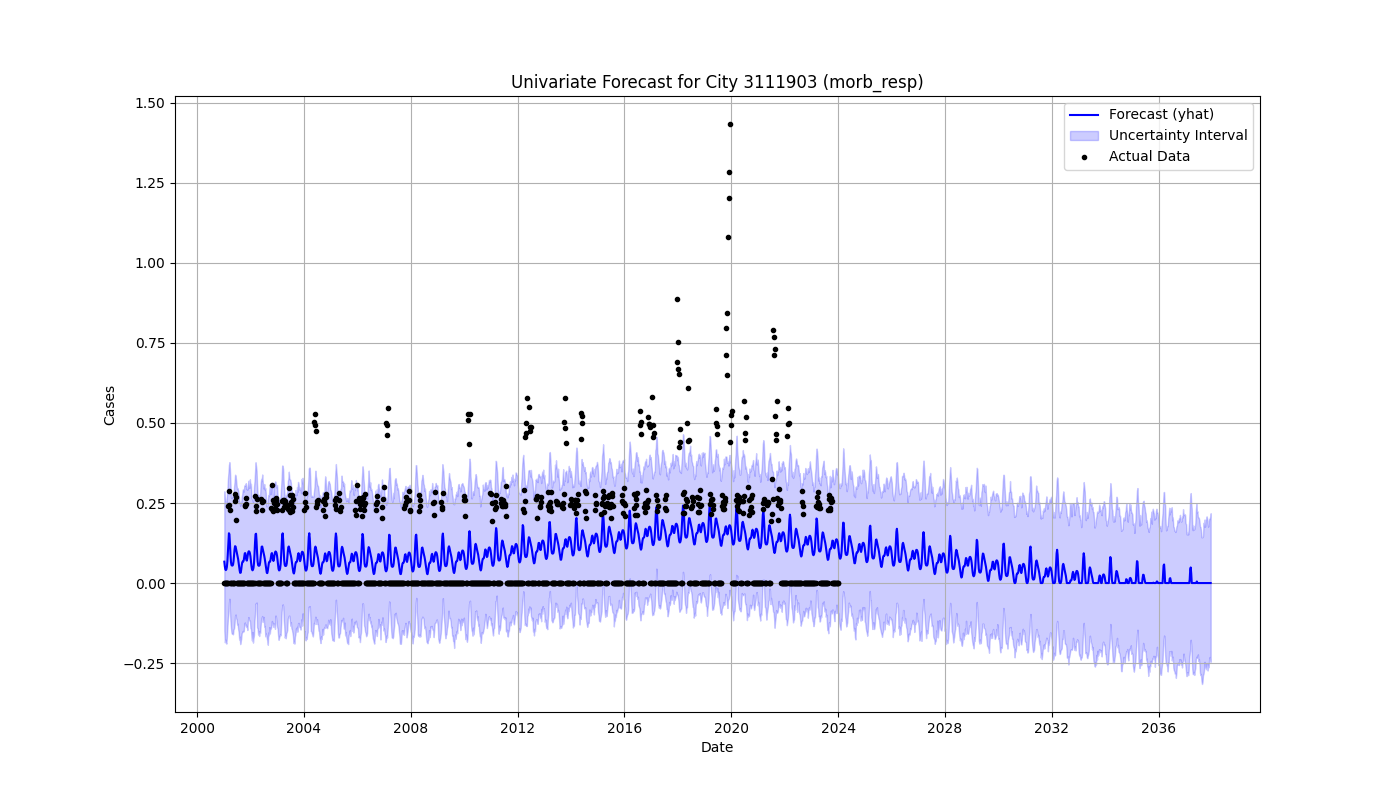 Univariate Forecast for City 3111903 (morb_resp)
Forecast (yhat)
Uncertainty Interval
Actual Data
Cases
1.50
1.25
1.00
0.75
0.50
0.25
0.00
−0.25
2000 2004 2008 2012 2016 2020 2024 2028 2032 2036
Date